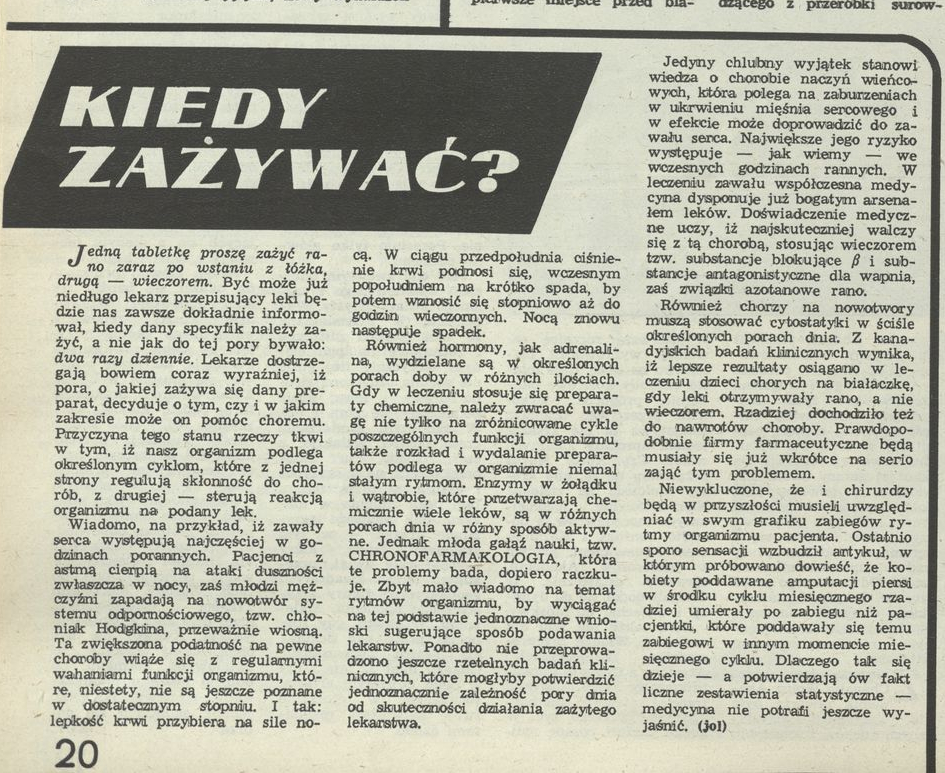 pierwsze miejsce przed bla-
dzącego z przeróbki surow-
KIEDY
ZAŻYWAĆ?
Jedną tabletkę proszę zażyć ra-
no zaraz po wstaniu z łóżka,
drugą — wieczorem. Być może już
niedługo lekarz przepisujący leki bę-
dzie nas zawsze dokładnie informo-
wał, kiedy dany specyfik należy za-
żyć, a nie jak do tej pory bywało:
dwa razy dziennie. Lekarze dostrze-
gają bowiem coraz wyraźniej, iż
pora, o jakiej zażywa się dany pre-
parat, decyduje o tym, czy i w jakim
zakresie może on pomóc choremu.
Przyczyna tego stanu rzeczy tkwi
w tym, iż nasz organizm podlega
określonym cyklom, które z jednej
strony regulują skłonność do cho-
rób, z drugiej — sterują reakcją
organizmu na podany lek.
Wiadomo, na przykład, iż zawały
serca występują najczęściej w go-
dzinach porannych. Pacjenci z
astmą cierpią na ataki duszności
zwłaszcza w nocy, zaś młodzi męż-
czyźni zapadają na nowotwór sy-
stemu odpornościowego, tzw. chło-
niak Hodgkina, przeważnie wiosną.
Ta zwiększona podatność na pewne
choroby wiąże się z regularnymi
wahaniami funkcji organizmu, któ-
re, niestety, nie są jeszcze poznane
w dostatecznym stopniu. I tak:
lepkość krwi przybiera na sile no-
cą. W ciągu przedpołudnia ciśnie-
nie krwi podnosi się, wczesnym
popołudniem na krótko spada, by
potem wznosić się stopniowo aż do
godzin wieczornych. Nocą znowu
następuje spadek.
Również hormony, jak adrenali-
na, wydzielane są w określonych
porach doby w różnych ilościach.
Gdy w leczeniu stosuje się prepara-
ty chemiczne, należy zwracać uwa-
gę nie tylko na zróżnicowane cykle
poszczególnych funkcji organizmu,
także rozkład i wydalanie prepara-
tów podlega w organizmie niemal
stałym rytmom. Enzymy w żołądku
i wątrobie, które przetwarzają che-
micznie wiele leków, są w różnych
porach dnia w różny sposób aktyw-
ne. Jednak młoda gałąź nauki, tzw.
CHRONOFARMAKOLOGIA, która
te problemy bada, dopiero raczku-
je. Zbyt mało wiadomo na temat
rytmów organizmu, by wyciągać
na tej podstawie jednoznaczne wnio-
ski sugerujące sposób podawania
lekarstw. Ponadto nie przeprowa-
dzono jeszcze rzetelnych badań kli-
nicznych, które mogłyby potwierdzić
jednoznacznie zależność pory dnia
od skuteczności działania zażytego
lekarstwa.
Jedyny chlubny wyjątek stanowi
wiedza o chorobie naczyń wieńco-
wych, która polega na zaburzeniach
w ukrwieniu mięśnia sercowego i
w efekcie może doprowadzić do za-
wału serca. Największe jego ryzyko
występuje — jak wiemy — we
wczesnych godzinach rannych. W
leczeniu zawału współczesna medy-
cyna dysponuje już bogatym arsena-
łem leków. Doświadczenie medycz-
ne uczy, iż najskuteczniej walczy
się z tą chorobą, stosując wieczorem
tzw. substancje blokujące β i sub-
stancje antagonistyczne dla wapnia,
zaś związki azotanowe rano.
Również chorzy na nowotwory
muszą stosować cytostatyki w ściśle
określonych porach dnia. Z kana-
dyjskich badań klinicznych wynika,
iż lepsze rezultaty osiągano w le-
czeniu dzieci chorych na białaczkę,
gdy leki otrzymywały rano, a nie
wieczorem. Rzadziej dochodziło też
do nawrotów choroby. Prawdopo-
dobnie firmy farmaceutyczne będą
musiały się już wkrótce na serio
zająć tym problemem.
Niewykluczone, że i chirurdzy
będą w przyszłości musieli uwzględ-
niać w swym grafiku zabiegów ry-
tmy organizmu pacjenta. Ostatnio
sporo sensacji wzbudził artykuł, w
którym próbowano dowieść, że ko-
biety poddawane amputacji piersi
w środku cyklu miesięcznego rza-
dziej umierały po zabiegu niż pa-
cjentki, które poddawały się temu
zabiegowi w innym momencie mie-
sięcznego cyklu. Dlaczego tak się
dzieje — a potwierdzają ów fakt
liczne zestawienia statystyczne —
medycyna nie potrafi jeszcze wy-
jaśnić. (jol)
20